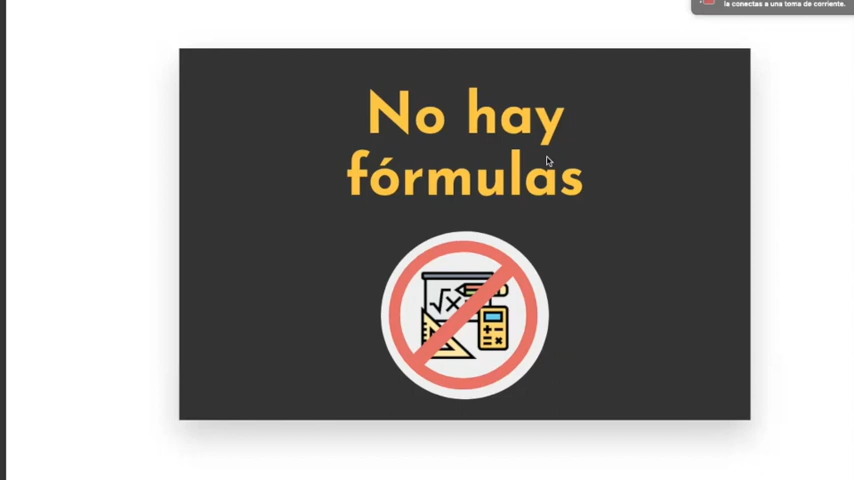 la conectas a una toma de corriente.
No hay
fórmulas
√x